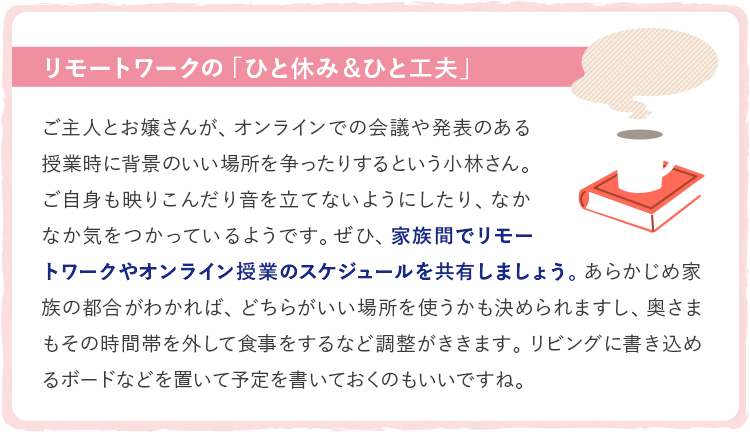 リモートワークの「ひと休み＆ひと工夫」
ご主人とお嬢さんが、オンラインでの会議や発表のある
授業時に背景のいい場所を争ったりするという小林さん。
ご自身も映りこんだり音を立てないようにしたり、なか
なか気をつかっているようです。ぜひ、家族間でリモー
トワークやオンライン授業のスケジュールを共有しましょう。あらかじめ家
族の都合がわかれば、どちらがいい場所を使うかも決められますし、奥さま
もその時間帯を外して食事をするなど調整がききます。リビングに書き込め
るボードなどを置いて予定を書いておくのもいいですね。